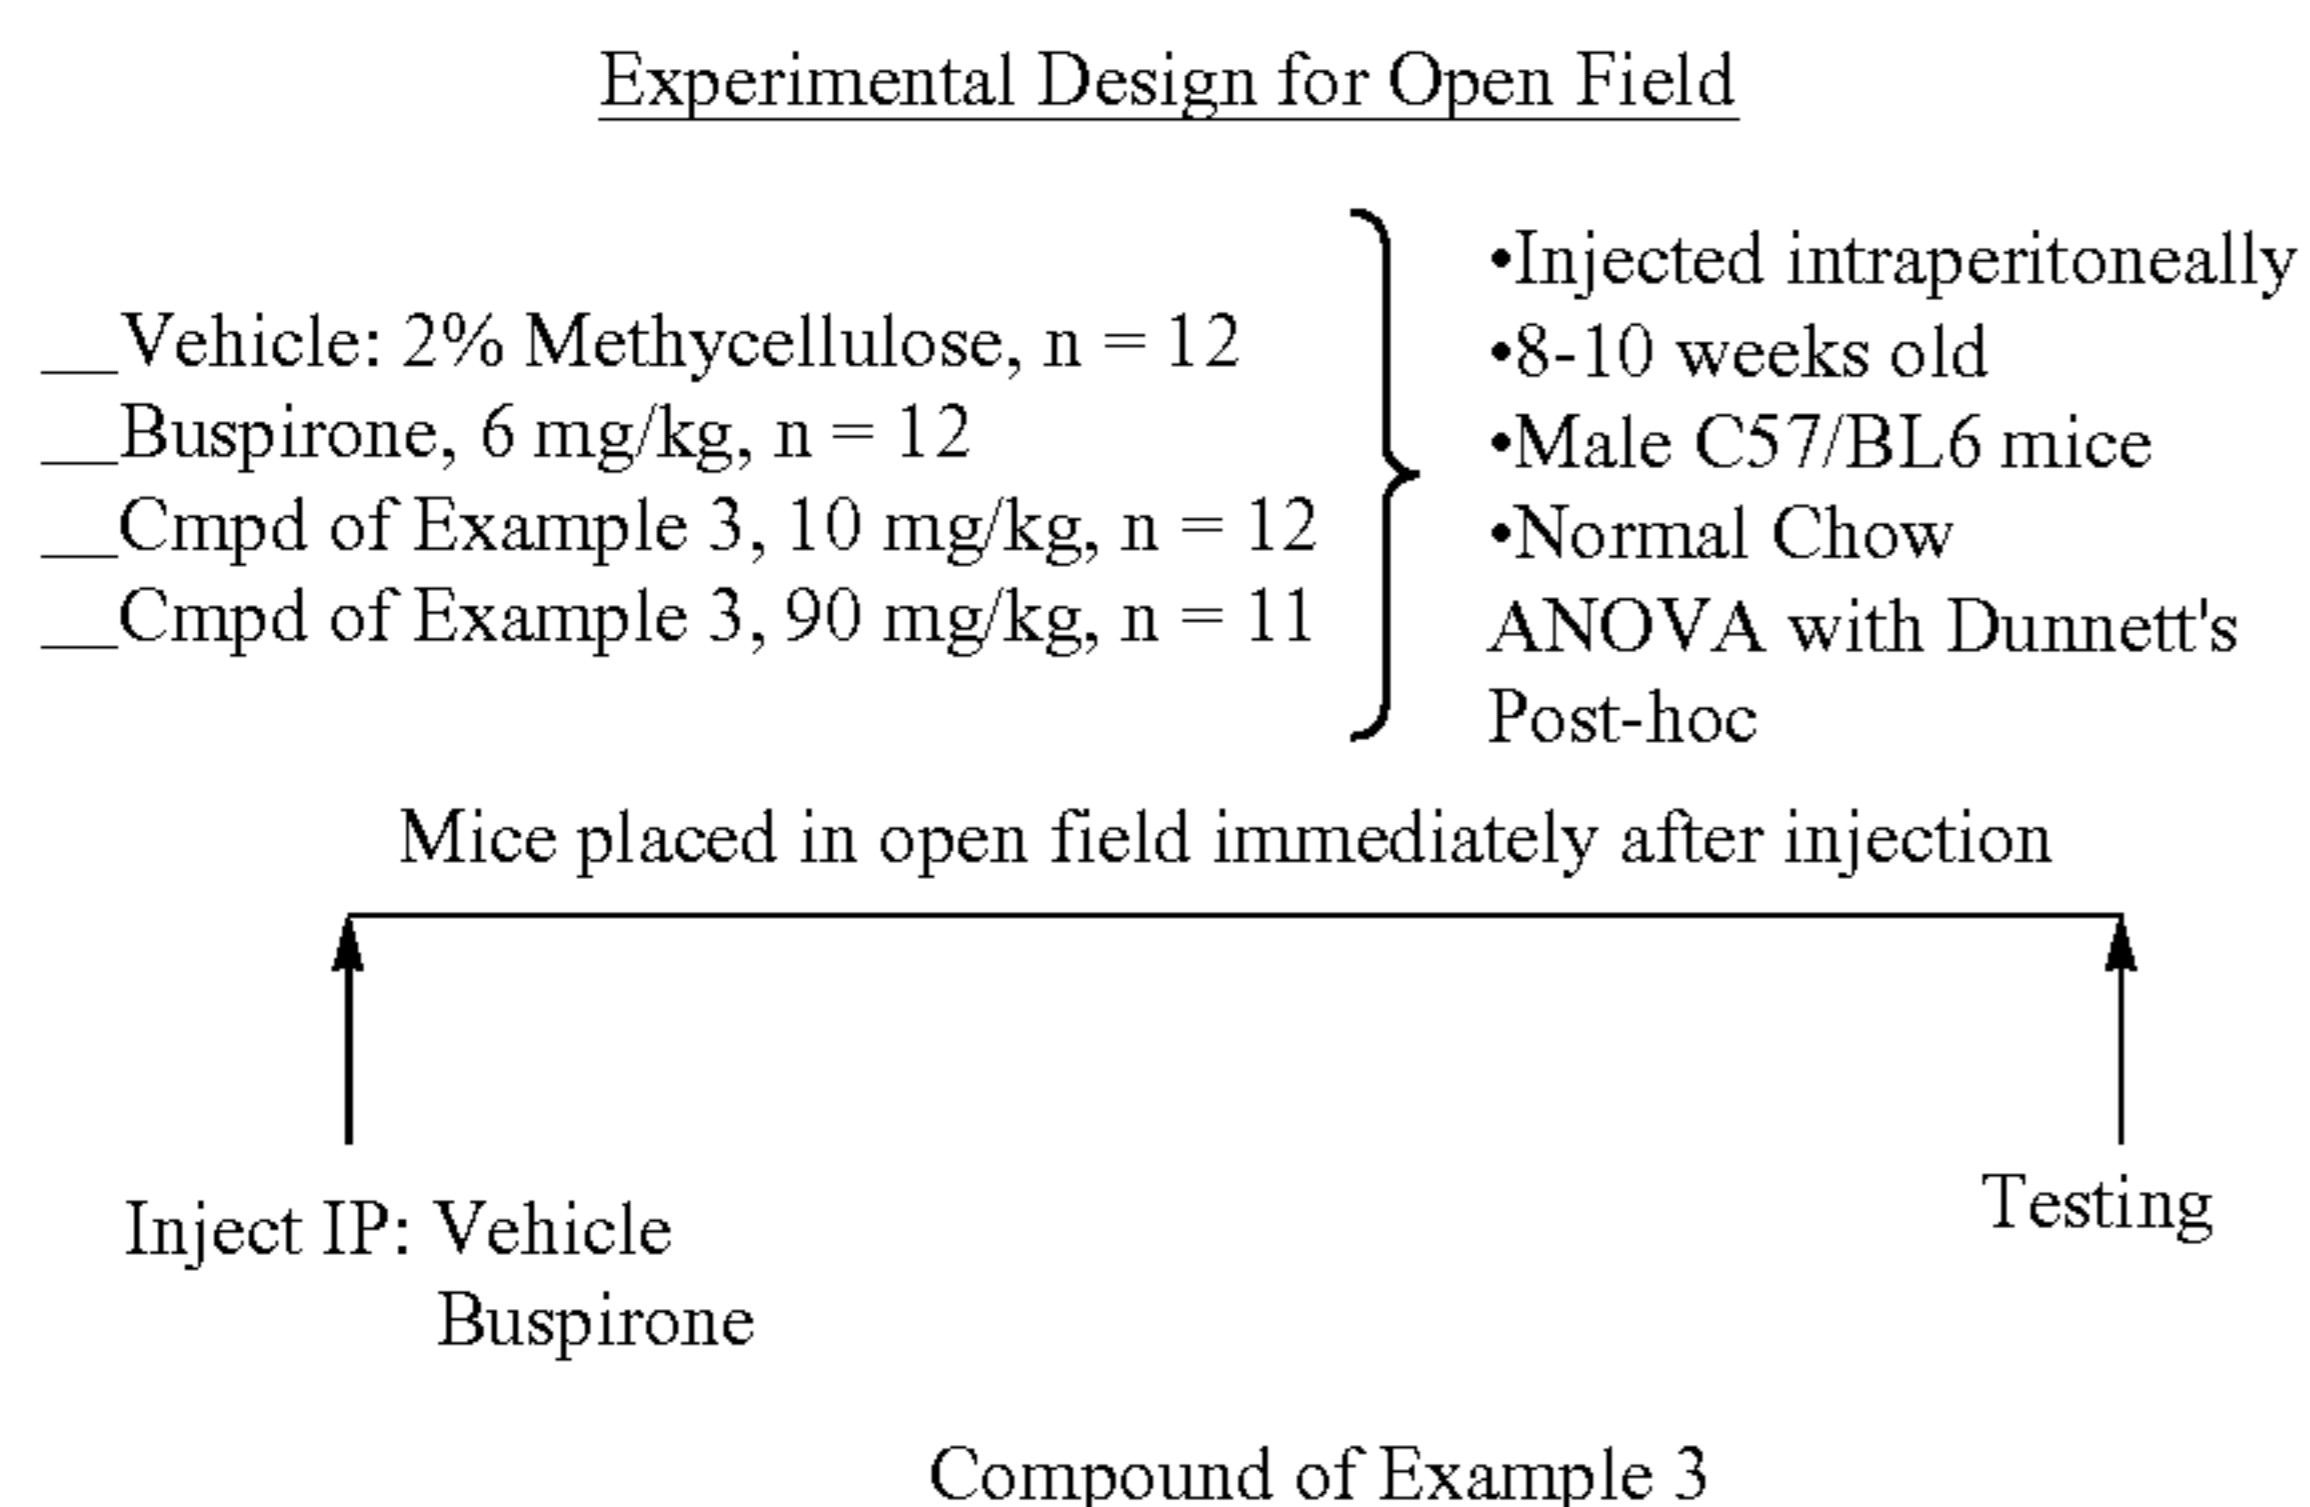 Experimental Design for Open Field
__Vehicle: 2% Methycellulose, n = 12
__Buspirone, 6 mg/kg, n = 12
__Cmpd of Example 3, 10 mg/kg, n = 12
__Cmpd of Example 3, 90 mg/kg, n = 11
•Injected intraperitoneally
•8-10 weeks old
•Male C57/BL6 mice
•Normal Chow
ANOVA with Dunnett's
Post-hoc
Mice placed in open field immediately after injection
Inject IP: Vehicle
Buspirone
Testing
Compound of Example 3